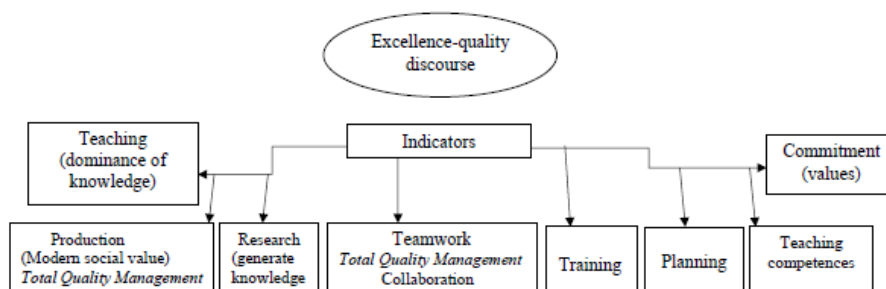 Excellence-quality
discourse
Teaching
(dominance of
knowledge)
Indicators
Commitment
(values)
Production
(Modern social value)
Total Quality Management
Research
(generate
knowledge
Teamwork
Total Quality Management
Collaboration
Training
Planning
Teaching
competences